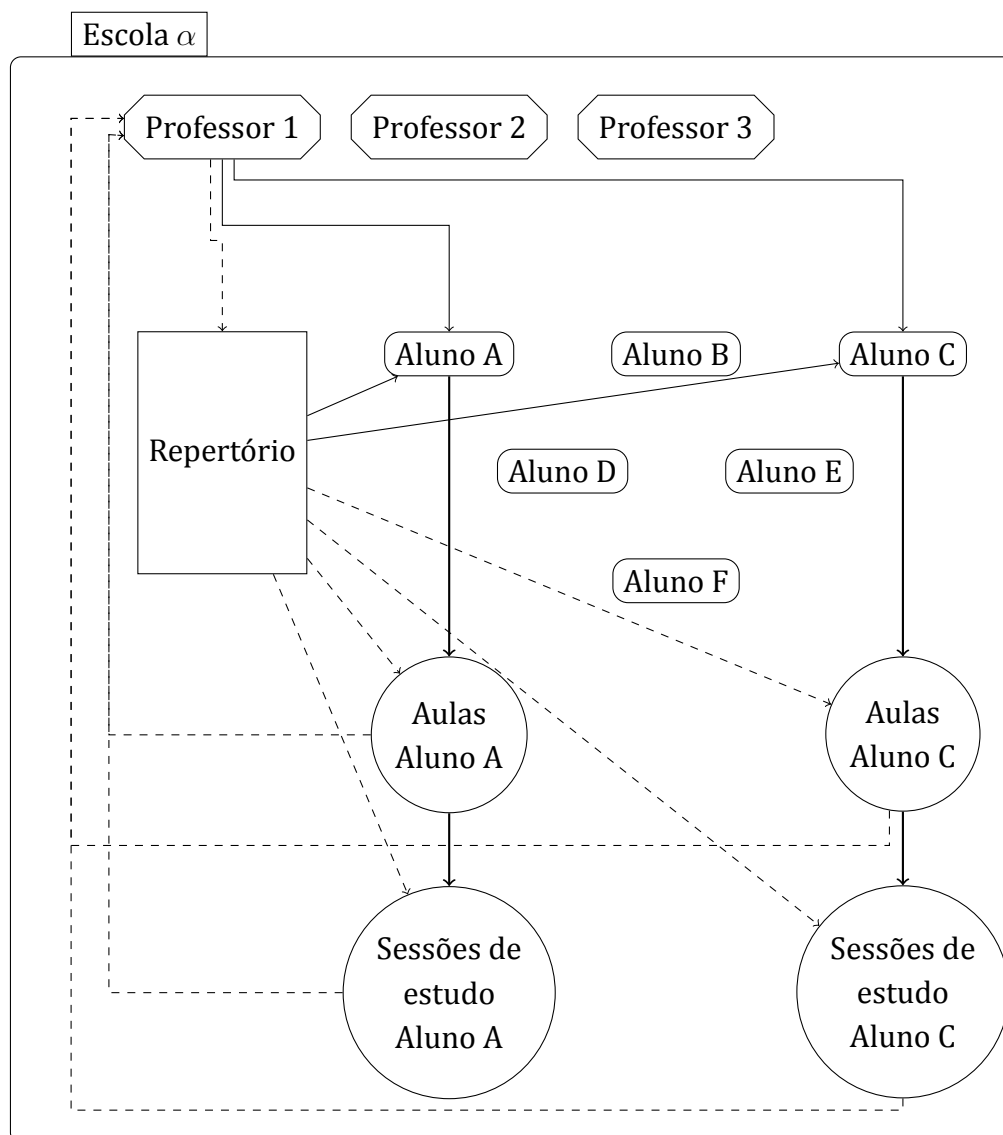 Escola α
Professor 1
Professor 2
Professor 3
Aluno A
Aluno B
Aluno C
Repertório
Aluno D
Aluno E
Aluno F
Aulas
Aluno A
Aulas
Aluno C
Sessões de
estudo
Aluno A
Sessões de
estudo
Aluno C